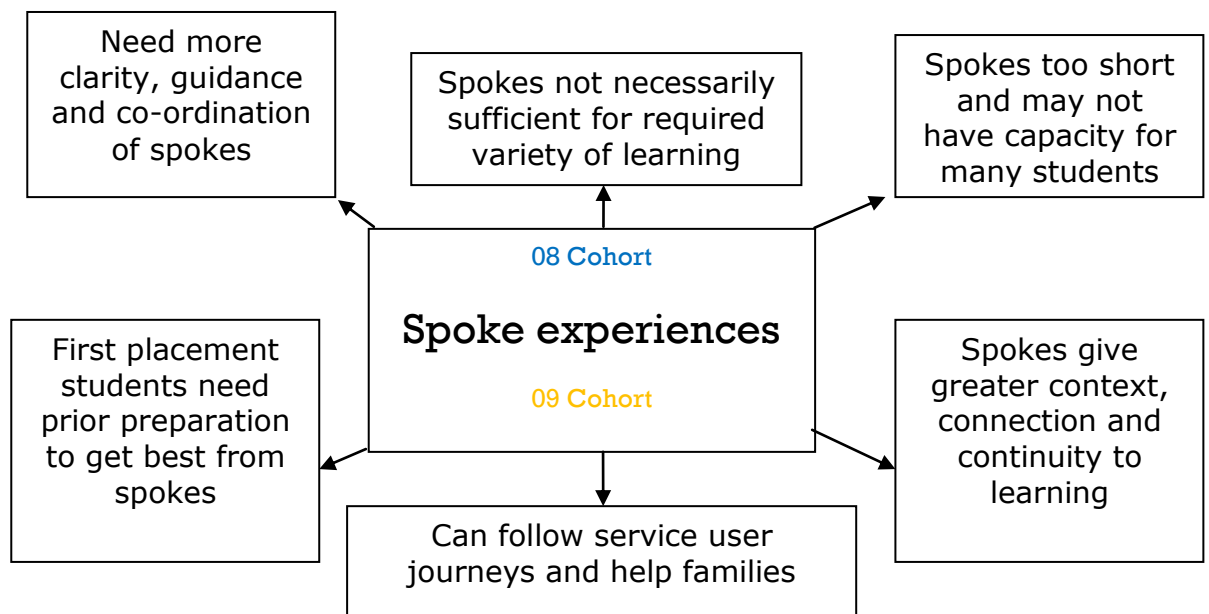 Need more
clarity, guidance
and co-ordination
of spokes
Spokes not necessarily
sufficient for required
variety of learning
Spokes too short
and may not
have capacity for
many students
08 Cohort
Spoke experiences
09 Cohort
First placement
students need
prior preparation
to get best from
spokes
Spokes give
greater context,
connection and
continuity to
learning
Can follow service user
journeys and help families